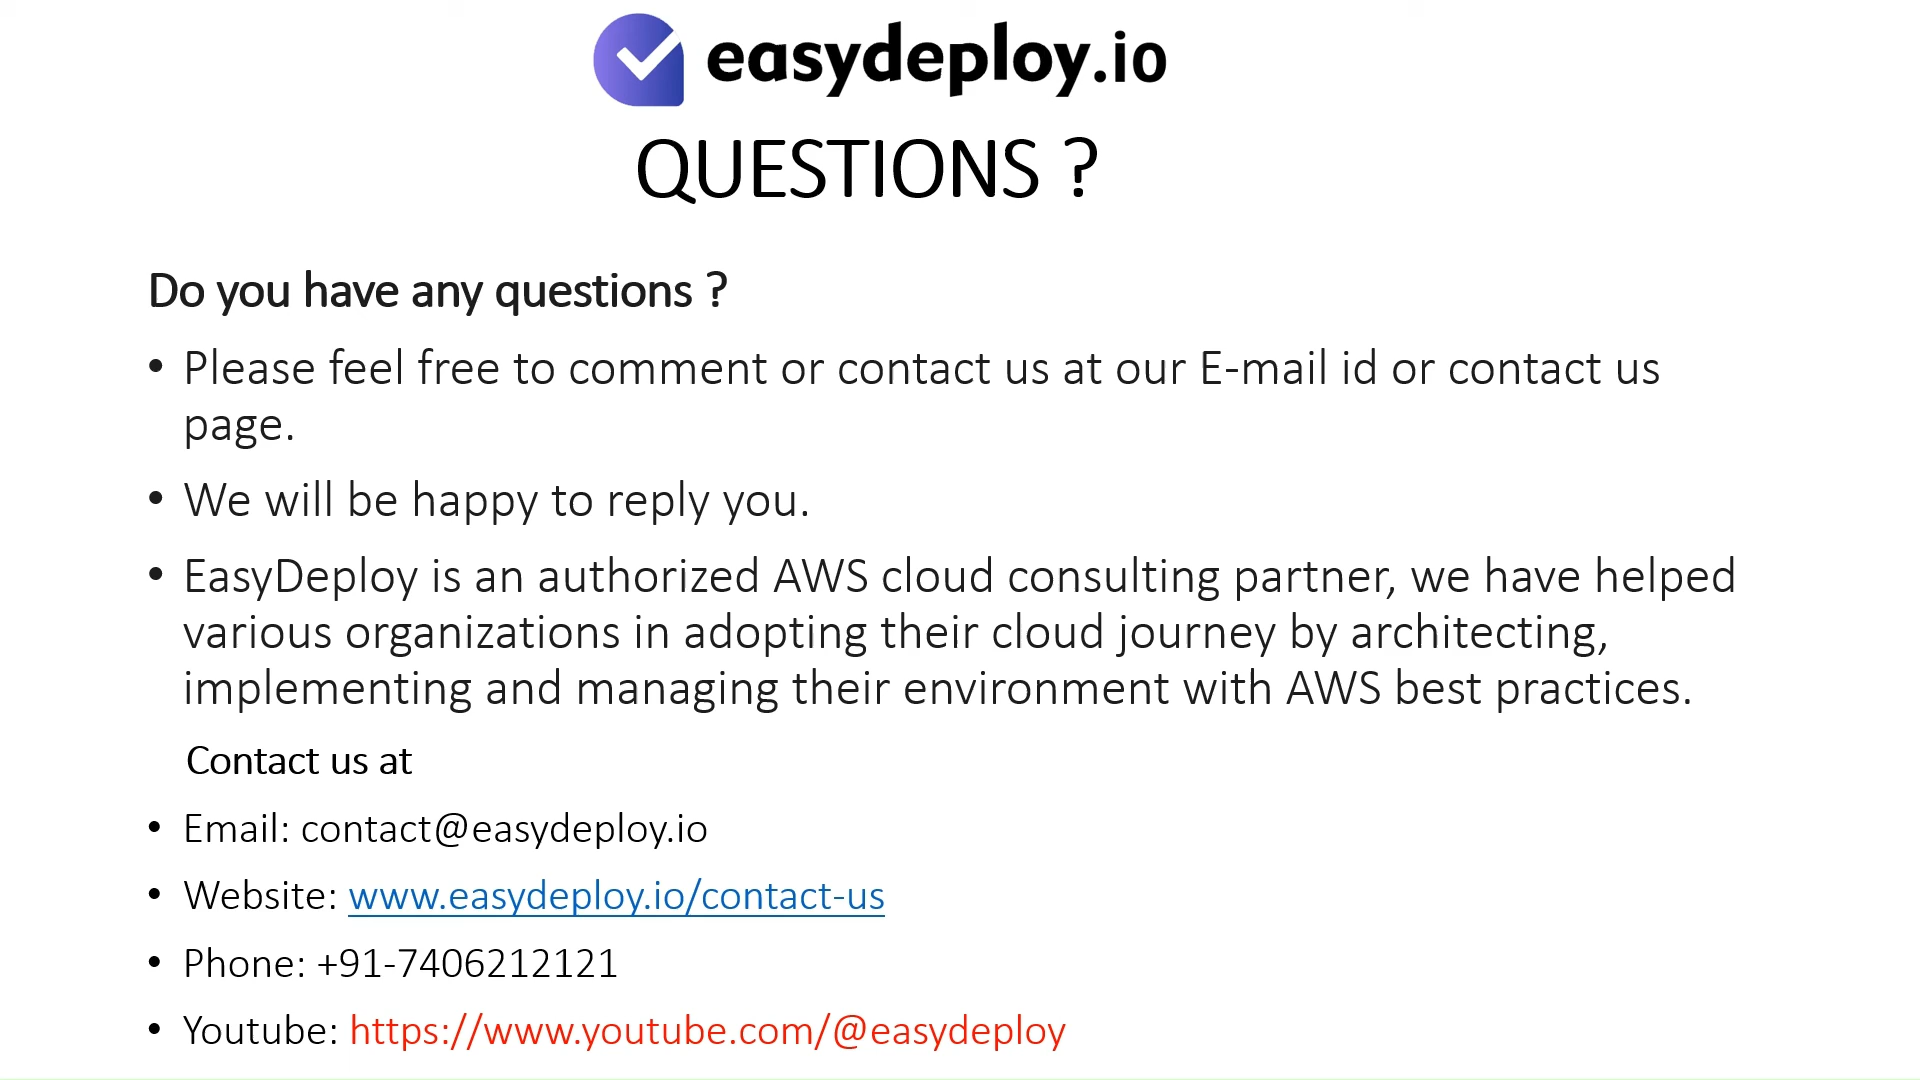 easydeploy.io
QUESTIONS ?
Do you have any questions ?
• Please feel free to comment or contact us at our E-mail id or contact us
page.
• We will be happy to reply you.
• EasyDeploy is an authorized AWS cloud consulting partner, we have helped
various organizations in adopting their cloud journey by architecting,
implementing and managing their environment with AWS best practices.
Contact us at
• Email: contact@easydeploy.io
• Website: www.easydeploy.io/contact-us
• Phone: +91-7406212121
• Youtube: https://www.youtube.com/@easydeploy